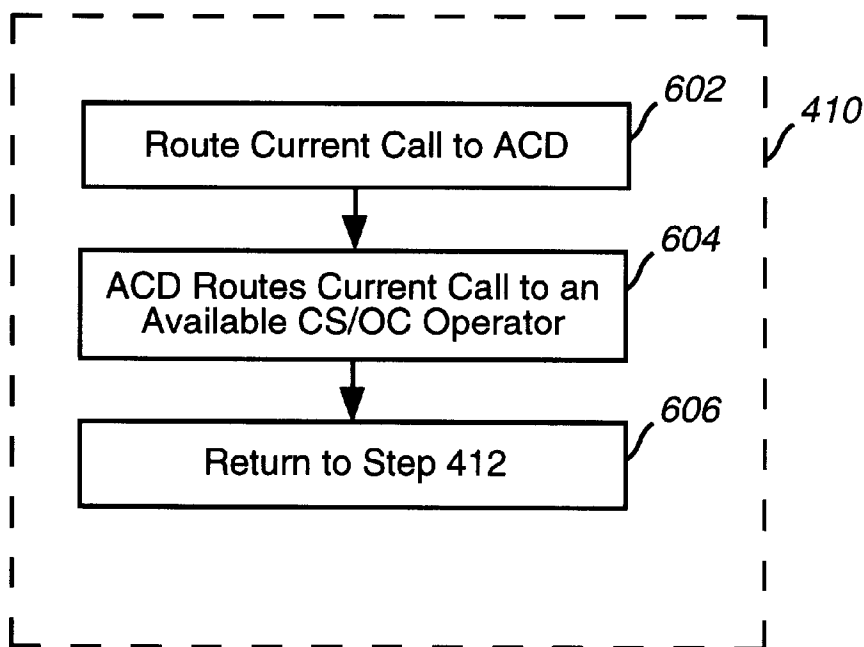 602
410
Route Current Call to ACD
604
ACD Routes Current Call to an
Available CS/OC Operator
606
Return to Step 412